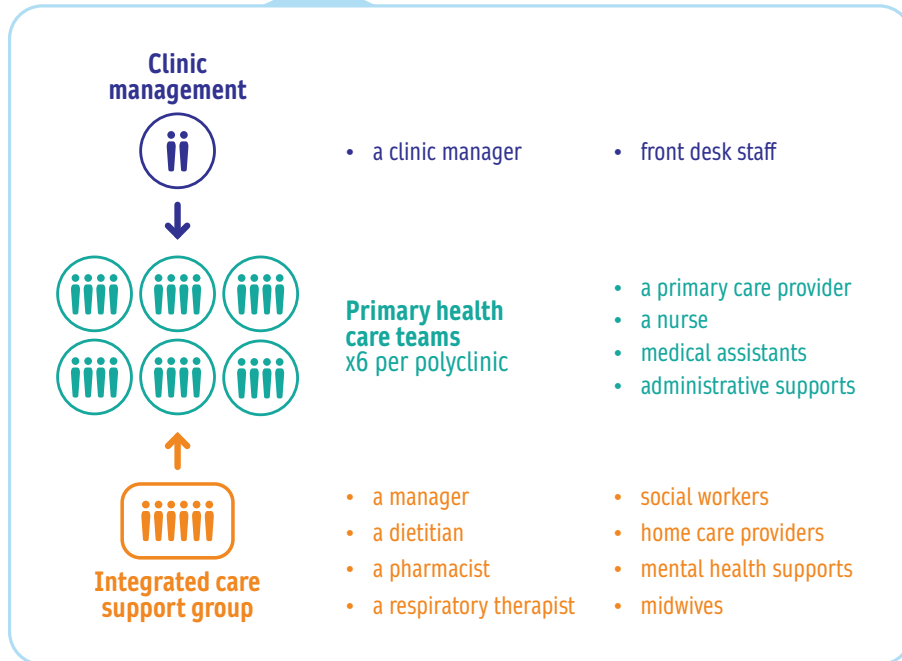 Clinic
management
• a clinic manager
• front desk staff
Primary health
care teams
x6 per polyclinic
• a primary care provider
• a nurse
• medical assistants
• administrative supports
Integrated care
support group
• a manager
• a dietitian
• a pharmacist
• a respiratory therapist
• social workers
• home care providers
• mental health supports
• midwives